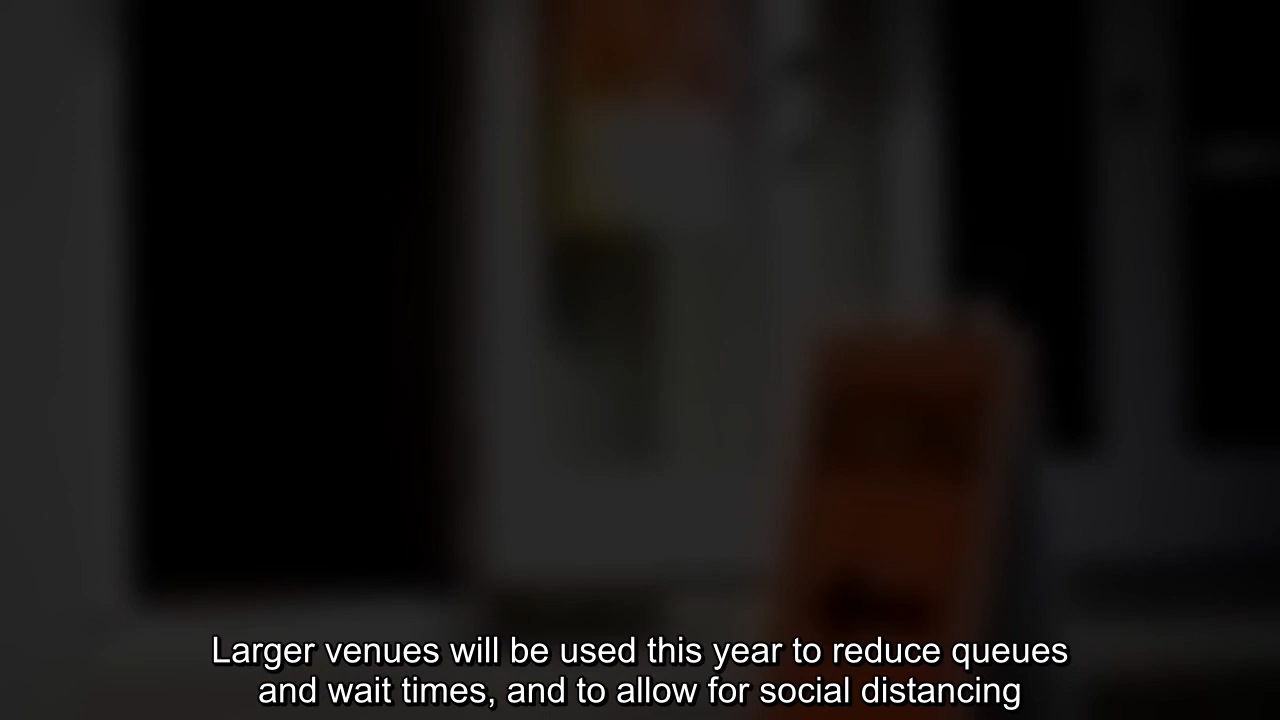 Larger venues will be used this year to reduce queues
and wait times, and to allow for social distancing